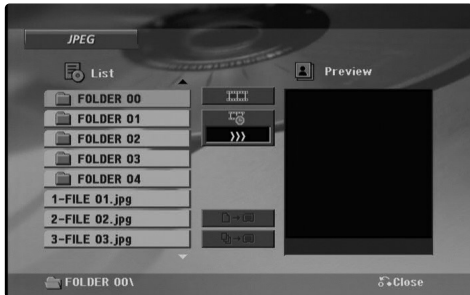 JPEG
List
Preview
FOLDER 00
FOLDER 01
FOLDER 02
FOLDER 03
FOLDER 04
1-FILE 01.jpg
2-FILE 02.jpg
3-FILE 03.jpg
FOLDER 00\
Close